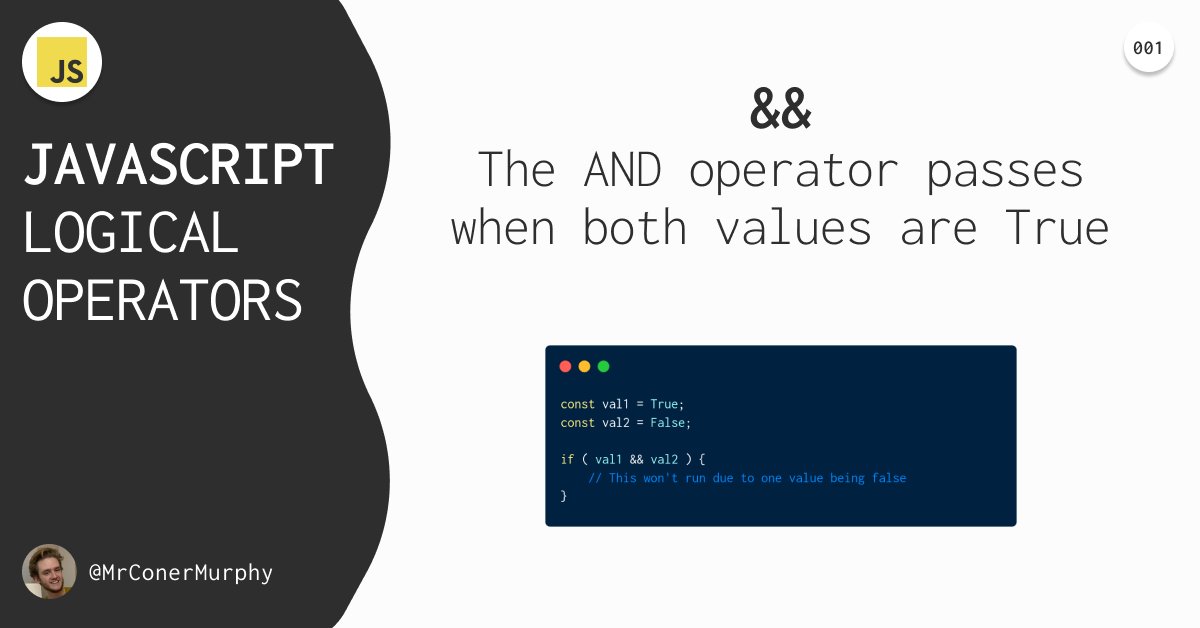 JS
JAVASCRIPT
LOGICAL
OPERATORS
@MrConerMurphy
001
&&
The AND operator passes
when both values are True
const val1 = True;
const val2 = False;
if ( val1 && val2 ) {
// This won't run due to one value being false
}